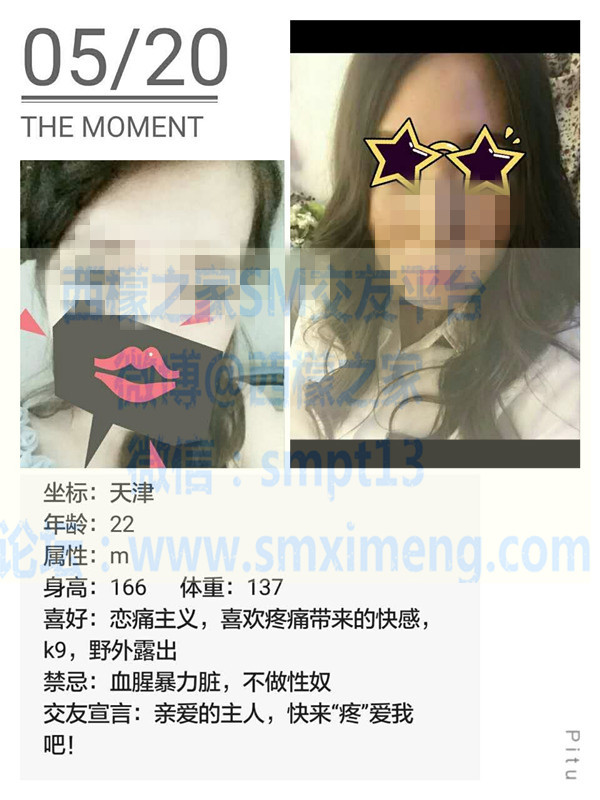 05/20
THE MOMENT
西檬之家SM交友平台
微博@西檬之家
微信：smpt13
论坛：www.smximeng.com
坐标：天津
年龄：22
属性：m
身高：166 体重：137
喜好：恋痛主义，喜欢疼痛带来的快感，
k9，野外露出
禁忌：血腥暴力脏，不做性奴
交友宣言：亲爱的主人，快来“疼”爱我
吧！
Pitu